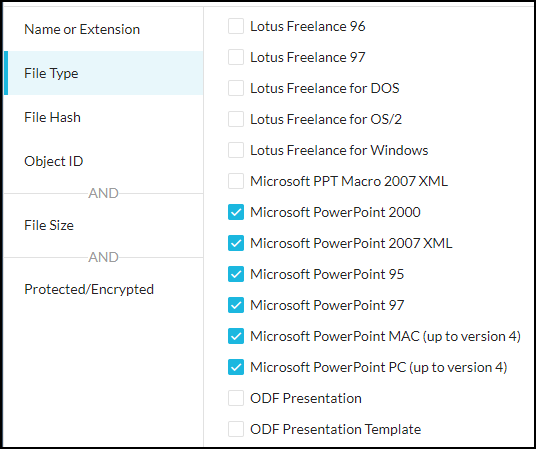 Name or Extension
File Type
File Hash
Object ID
AND
File Size
AND
Protected/Encrypted
Lotus Freelance 96
Lotus Freelance 97
Lotus Freelance for DOS
Lotus Freelance for OS/2
Lotus Freelance for Windows
Microsoft PPT Macro 2007 XML
Microsoft PowerPoint 2000
Microsoft PowerPoint 2007 XML
Microsoft PowerPoint 95
Microsoft PowerPoint 97
Microsoft PowerPoint MAC (up to version 4)
Microsoft PowerPoint PC (up to version 4)
ODF Presentation
ODF Presentation Template